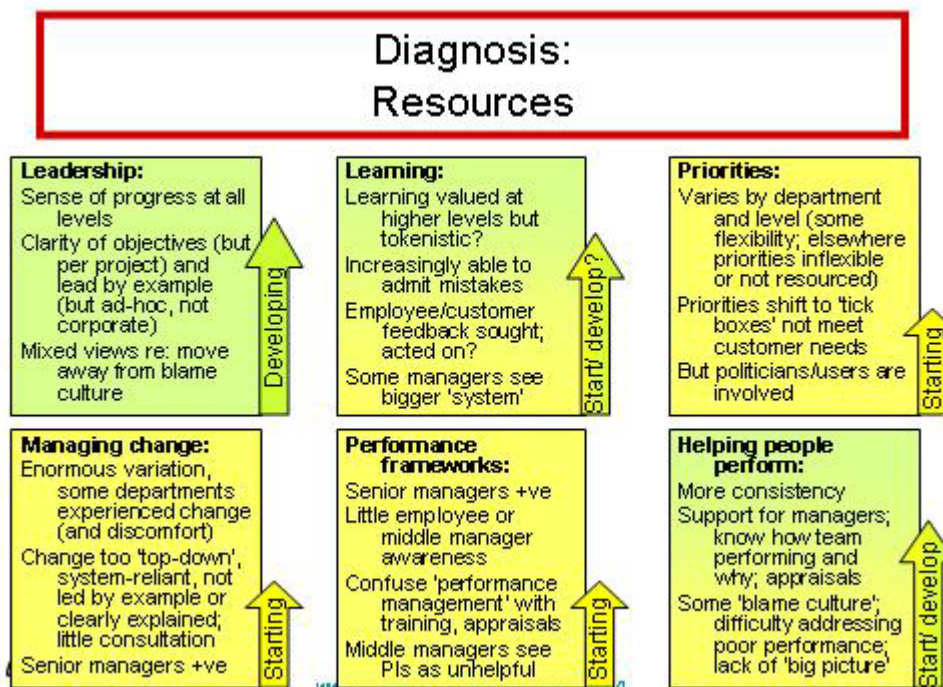 Diagnosis:
Resources
Leadership:
Sense of progress at all
levels
Clarity of objectives (but
per project) and
lead by example
(but ad-hoc, not
corporate)
Mixed views re: move
away from blame
culture
Developing
Learning:
Learning valued at
higher levels but
tokenistic?
Increasingly able to
admit mistakes
Employee/customer
feedback sought;
acted on?
Some managers see
bigger 'system'
Start/ develop?
Priorities:
Varies by department
and level (some
flexibility; elsewhere
priorities inflexible
or not resourced)
Priorities shift to 'tick
boxes' not meet
customer needs
But politicians/users are
involved
Starting
Managing change:
Enormous variation,
some departments
experienced change
(and discomfort)
Change too 'top-down',
system-reliant, not
led by example or
clearly explained;
little consultation
Senior managers +ve
Starting
Performance
frameworks:
Senior managers +ve
Little employee or
middle manager
awareness
Confuse 'performance
management' with
training, appraisals
Middle managers see
PIs as unhelpful
Starting
Helping people
perform:
More consistency
Support for managers;
know how team
performing and
why; appraisals
Some 'blame culture';
difficulty addressing
poor performance;
lack of 'big picture'
Start/ develop